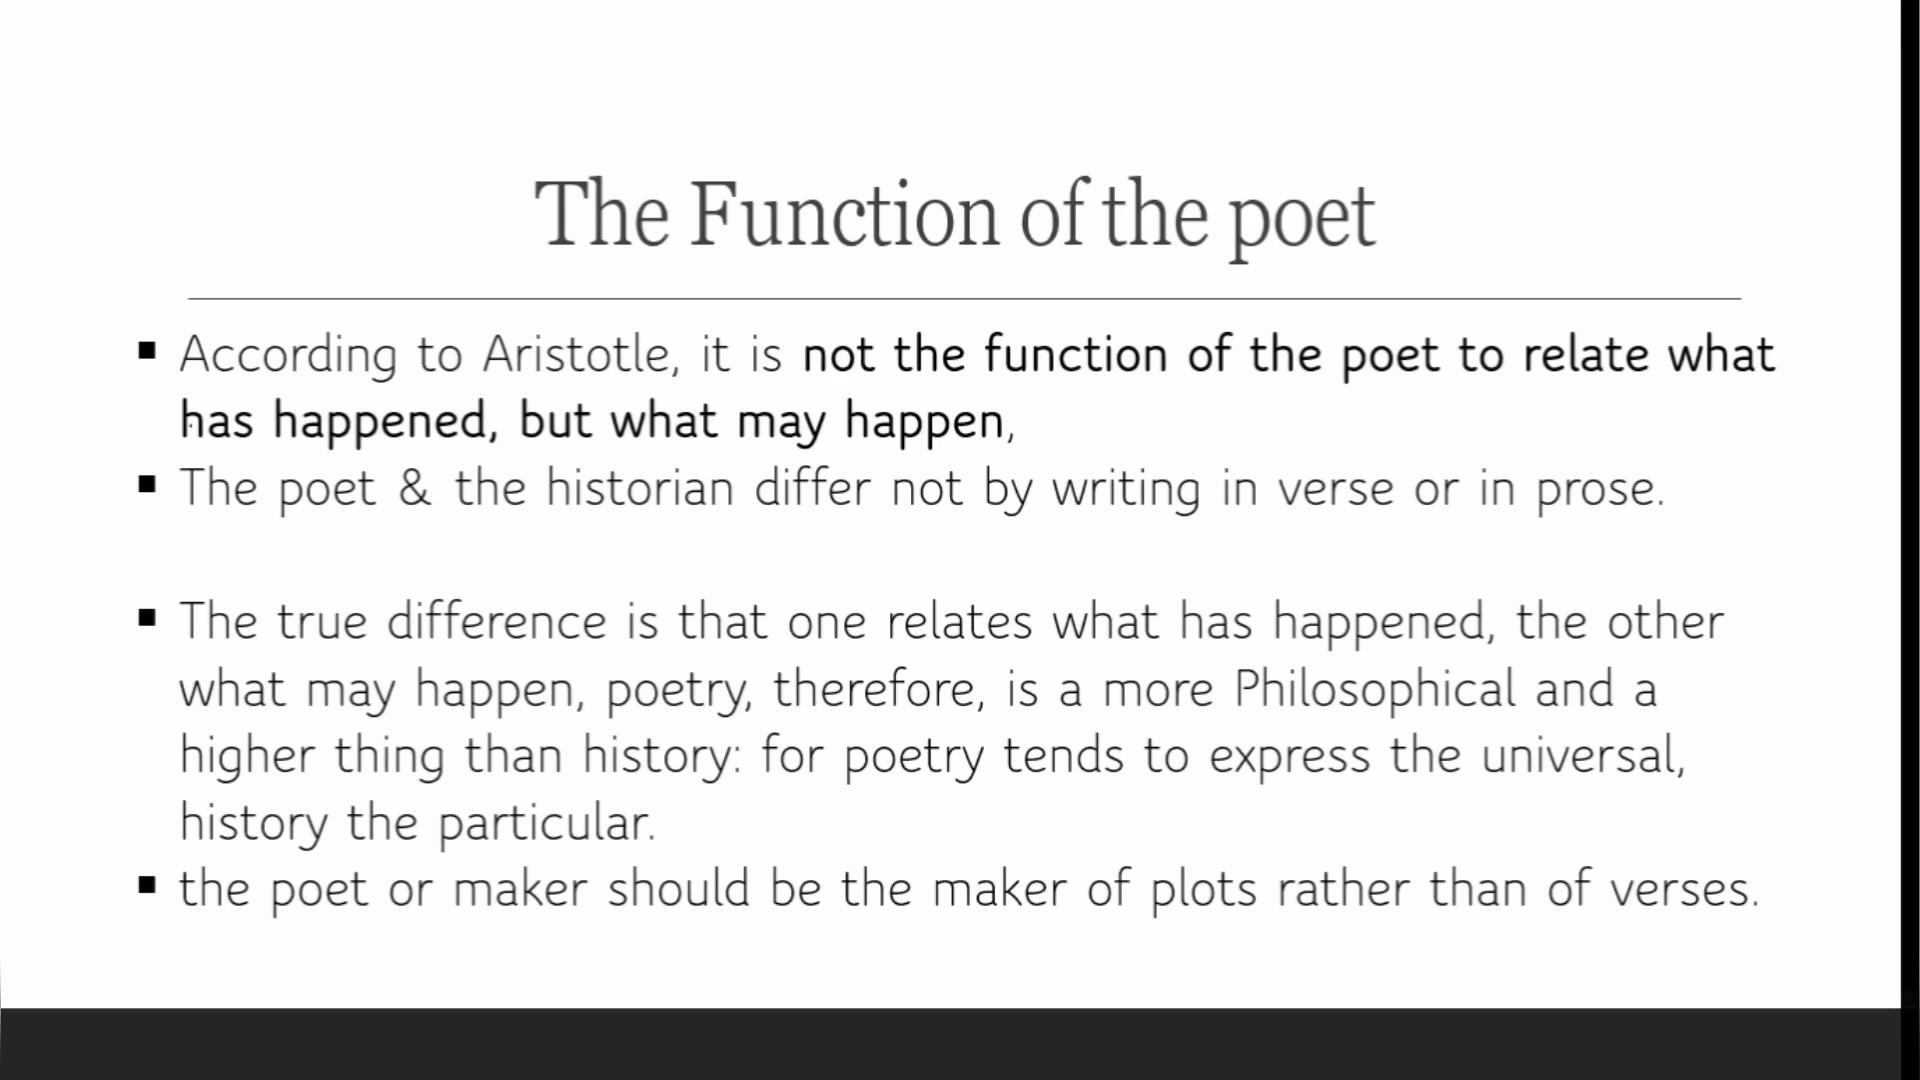 The Function of the poet
▪ According to Aristotle, it is not the function of the poet to relate what
has happened, but what may happen,
▪ The poet & the historian differ not by writing in verse or in prose.
▪ The true difference is that one relates what has happened, the other
what may happen, poetry, therefore, is a more Philosophical and a
higher thing than history: for poetry tends to express the universal,
history the particular.
▪ the poet or maker should be the maker of plots rather than of verses.